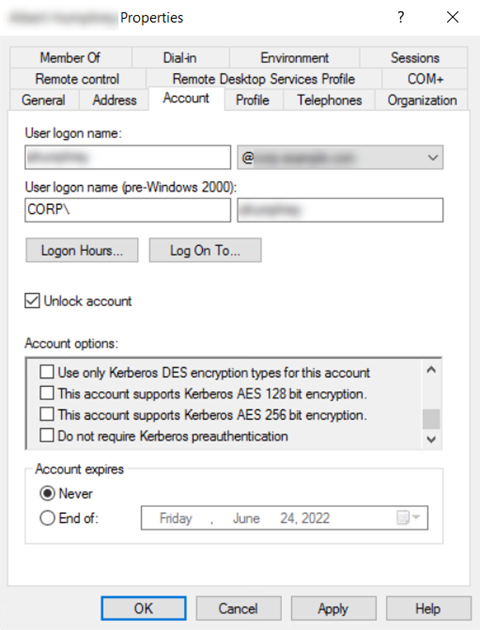 Properties
?
Member Of Dial-in Environment Sessions
Remote control Remote Desktop Services Profile COM+
General Address Account Profile Telephones Organization
User logon name:
@
User logon name (pre-Windows 2000):
CORP\
Logon Hours... Log On To...
Unlock account
Account options:
Use only Kerberos DES encryption types for this account
This account supports Kerberos AES 128 bit encryption.
This account supports Kerberos AES 256 bit encryption.
Do not require Kerberos preauthentication
Account expires
Never
End of: Friday , June 24, 2022
OK Cancel Apply Help